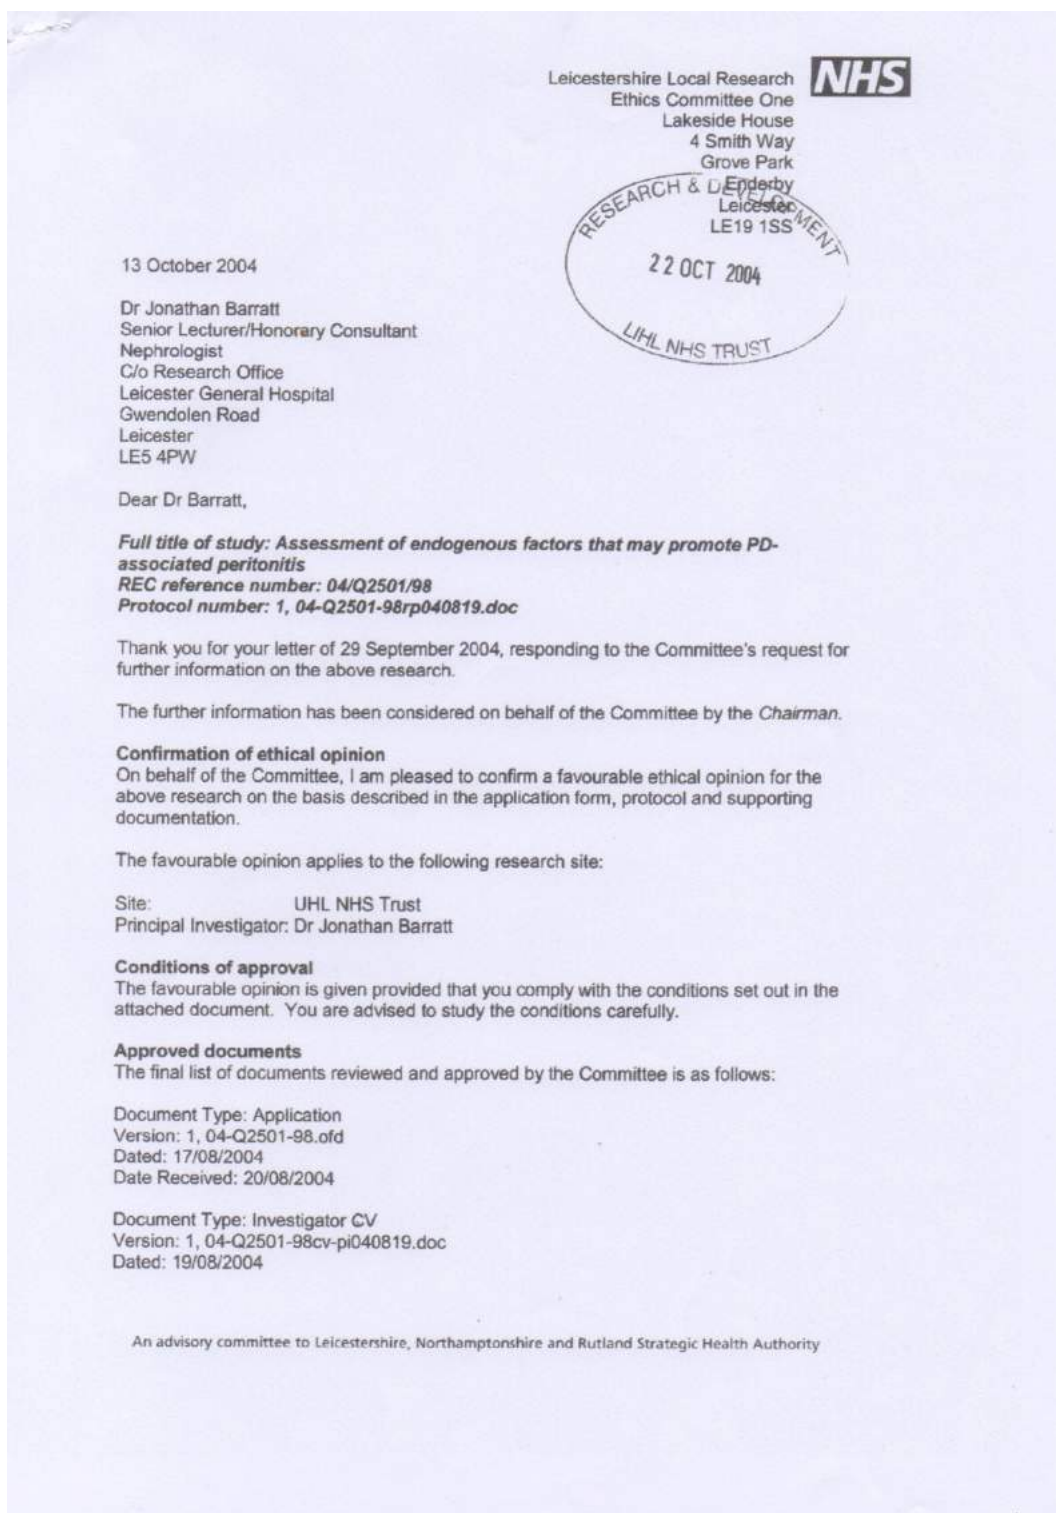 Leicestershire Local Research
Ethics Committee One
Lakeside House
4 Smith Way
Grove Park
Enderby
Leicester
LE19 1SS
NHS
RESEARCH & DEVELOPMENT
22 OCT 2004
UHL NHS TRUST
13 October 2004
Dr Jonathan Barratt
Senior Lecturer/Honorary Consultant
Nephrologist
C/o Research Office
Leicester General Hospital
Gwendolen Road
Leicester
LE5 4PW
Dear Dr Barratt,
Full title of study: Assessment of endogenous factors that may promote PD-
associated peritonitis
REC reference number: 04/Q2501/98
Protocol number: 1, 04-Q2501-98rp040819.doc
Thank you for your letter of 29 September 2004, responding to the Committee's request for
further information on the above research.
The further information has been considered on behalf of the Committee by the Chairman.
Confirmation of ethical opinion
On behalf of the Committee, I am pleased to confirm a favourable ethical opinion for the
above research on the basis described in the application form, protocol and supporting
documentation.
The favourable opinion applies to the following research site:
Site: UHL NHS Trust
Principal Investigator: Dr Jonathan Barratt
Conditions of approval
The favourable opinion is given provided that you comply with the conditions set out in the
attached document. You are advised to study the conditions carefully.
Approved documents
The final list of documents reviewed and approved by the Committee is as follows:
Document Type: Application
Version: 1, 04-Q2501-98.ofd
Dated: 17/08/2004
Date Received: 20/08/2004
Document Type: Investigator CV
Version: 1, 04-Q2501-98cv-pi040819.doc
Dated: 19/08/2004
An advisory committee to Leicestershire, Northamptonshire and Rutland Strategic Health Authority